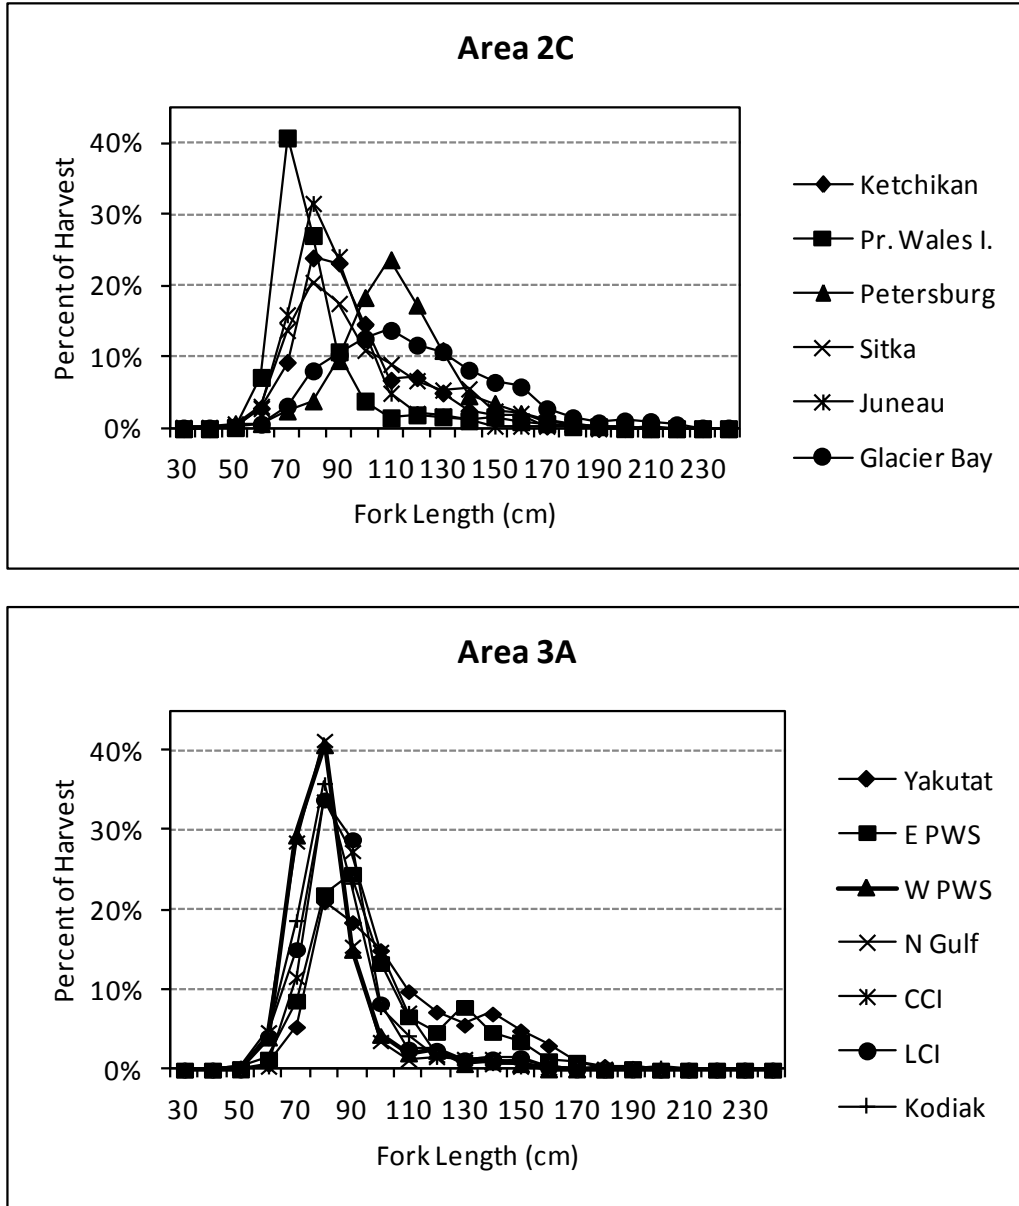 Area 2C
40%
30%
20%
10%
0%
Percent of Harvest
30 50 70 90 110 130 150 170 190 210 230
Fork Length (cm)
Ketchikan
Pr. Wales I.
Petersburg
Sitka
Juneau
Glacier Bay
Area 3A
40%
30%
20%
10%
0%
Percent of Harvest
30 50 70 90 110 130 150 170 190 210 230
Fork Length (cm)
Yakutat
E PWS
W PWS
N Gulf
CCI
LCI
Kodiak